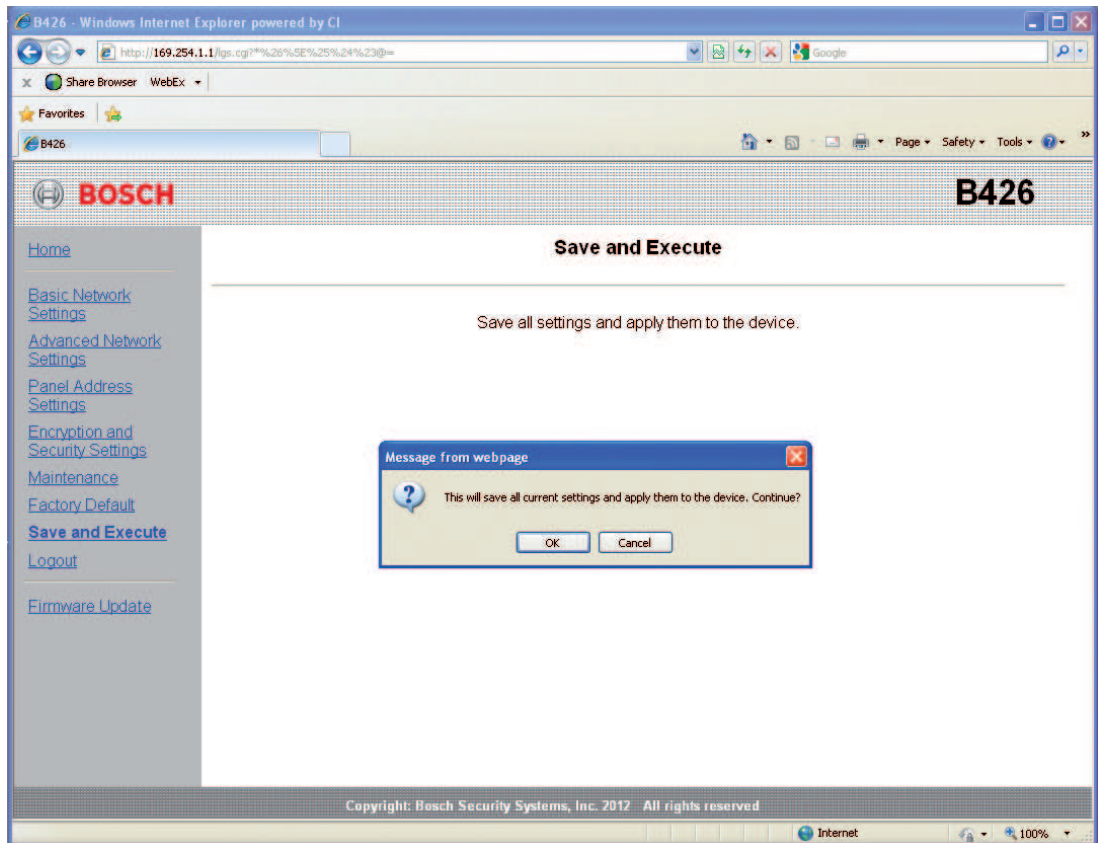 B426 - Windows Internet Explorer powered by CI
http://169.254.1.1/igs.cgi?*%26%5E%25%24%23@=
Google
x Share Browser WebEx
Favorites
B426
Page Safety Tools
»
BOSCH
B426
Home
Basic Network
Settings
Advanced Network
Settings
Panel Address
Settings
Encryption and
Security Settings
Maintenance
Factory Default
Save and Execute
Logout
Firmware Update
Save and Execute
Save all settings and apply them to the device.
Message from webpage
This will save all current settings and apply them to the device. Continue?
OK Cancel
Copyright: Bosch Security Systems, Inc. 2012 All rights reserved
Internet 100%